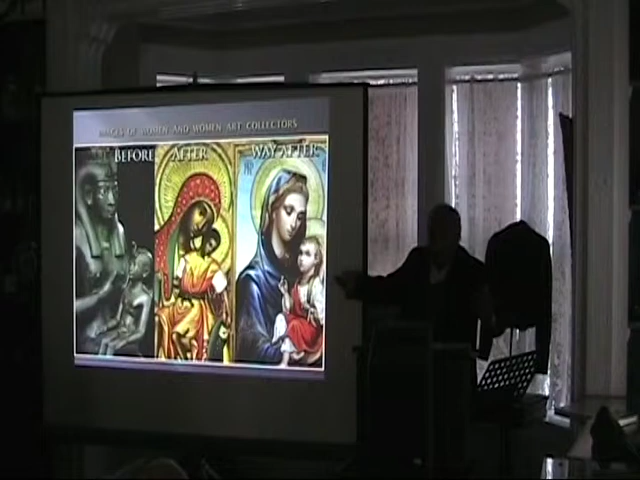 IMAGES OF WOMEN AND WOMEN ART COLLECTORS
BEFORE AFTER WAY AFTER